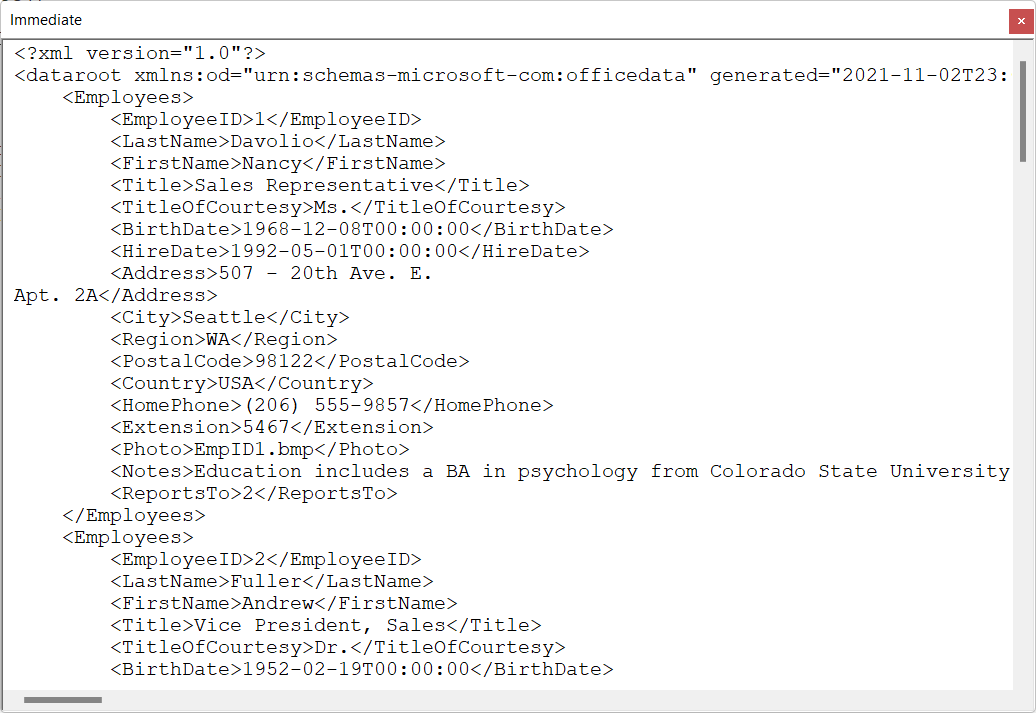 Immediate
<?xml version="1.0"?>
<dataroot xmlns:od="urn:schemas-microsoft-com:officedata" generated="2021-11-02T23:
    <Employees>
        <EmployeeID>1</EmployeeID>
        <LastName>Davolio</LastName>
        <FirstName>Nancy</FirstName>
        <Title>Sales Representative</Title>
        <TitleOfCourtesy>Ms.</TitleOfCourtesy>
        <BirthDate>1968-12-08T00:00:00</BirthDate>
        <HireDate>1992-05-01T00:00:00</HireDate>
        <Address>507 - 20th Ave. E.
Apt. 2A</Address>
        <City>Seattle</City>
        <Region>WA</Region>
        <PostalCode>98122</PostalCode>
        <Country>USA</Country>
        <HomePhone>(206) 555-9857</HomePhone>
        <Extension>5467</Extension>
        <Photo>EmpID1.bmp</Photo>
        <Notes>Education includes a BA in psychology from Colorado State University
        <ReportsTo>2</ReportsTo>
    </Employees>
    <Employees>
        <EmployeeID>2</EmployeeID>
        <LastName>Fuller</LastName>
        <FirstName>Andrew</FirstName>
        <Title>Vice President, Sales</Title>
        <TitleOfCourtesy>Dr.</TitleOfCourtesy>
        <BirthDate>1952-02-19T00:00:00</BirthDate>